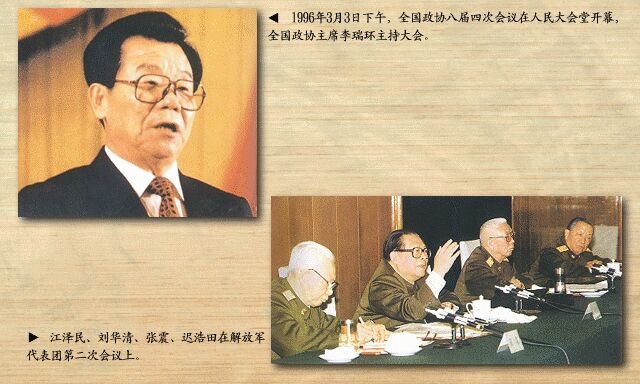 ◀ 1996年3月3日下午，全国政协八届四次会议在人民大会堂开幕，
全国政协主席李瑞环主持大会。
▶ 江泽民、刘华清、张震、迟浩田在解放军
代表团第二次会议上。